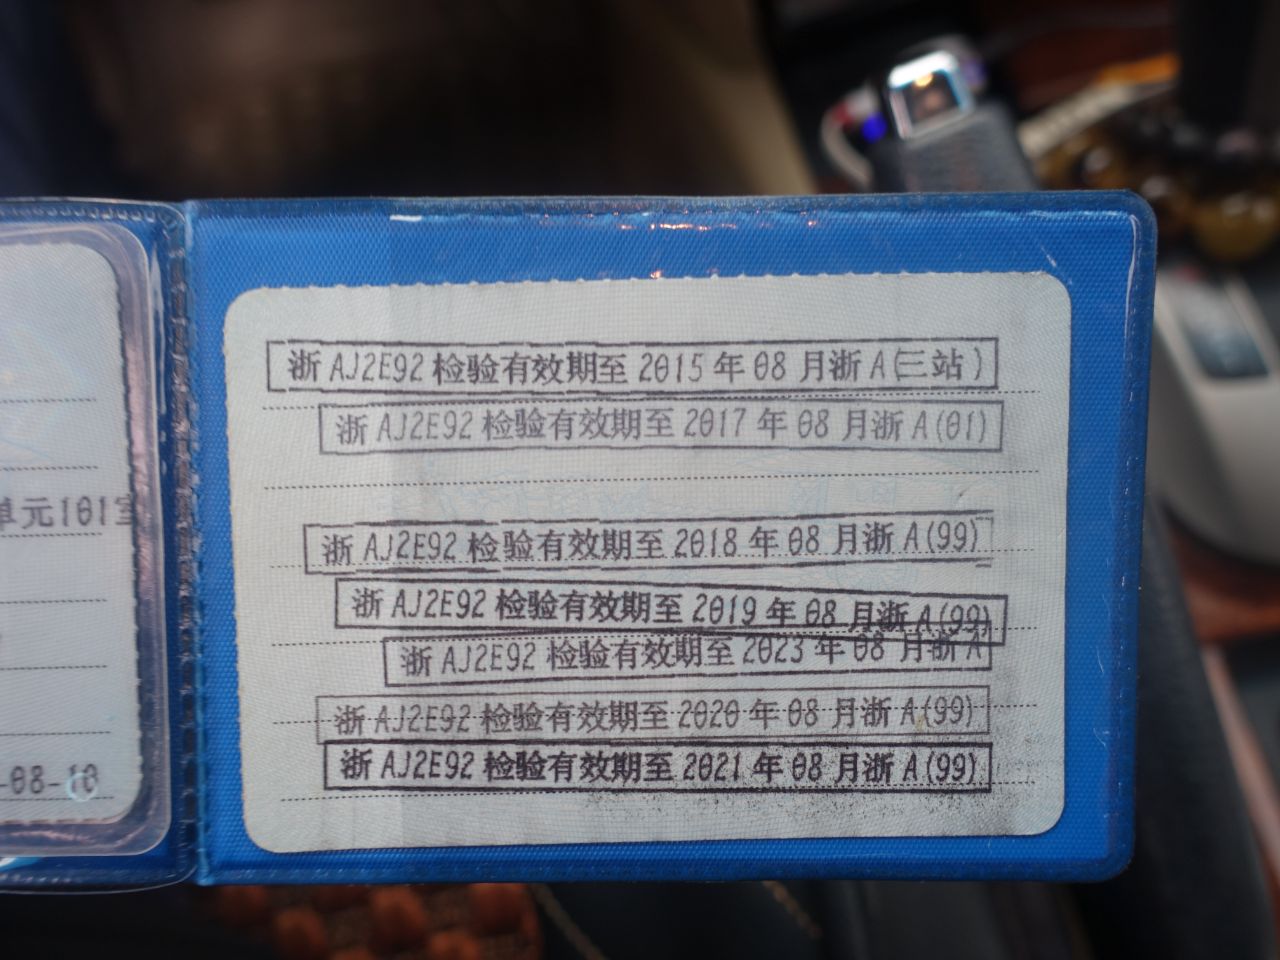 单元101室
-08-10
浙 AJ2E92 检验有效期至 2015 年 08 月浙 A(三站)
浙 AJ2E92 检验有效期至 2017 年 08 月浙 A(01)
浙 AJ2E92 检验有效期至 2018 年 08 月浙 A(99)
浙 AJ2E92 检验有效期至 2019 年 08 月浙 A(99)
浙 AJ2E92 检验有效期至 2023 年 08 月浙 A
浙 AJ2E92 检验有效期至 2020 年 08 月浙 A(99)
浙 AJ2E92 检验有效期至 2021 年 08 月浙 A(99)